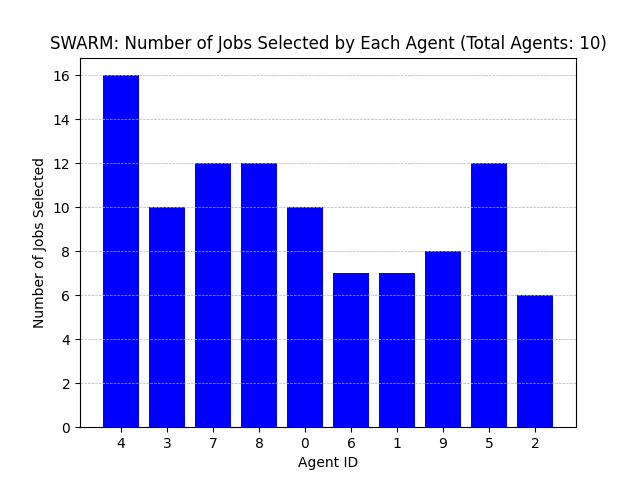 SWARM: Number of Jobs Selected by Each Agent (Total Agents: 10)
Number of Jobs Selected
16
14
12
10
8
6
4
2
0
4 3 7 8 0 6 1 9 5 2
Agent ID